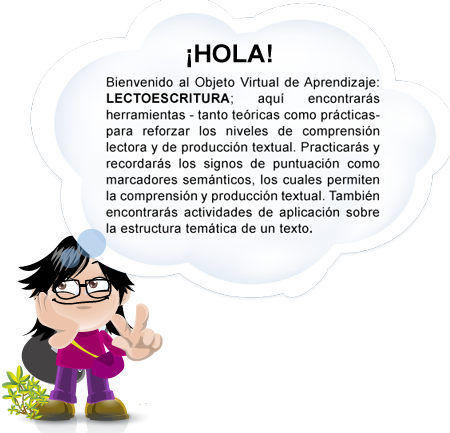 ¡HOLA!
Bienvenido al Objeto Virtual de Aprendizaje:
LECTOESCRITURA; aquí encontrarás
herramientas - tanto teóricas como prácticas-
para reforzar los niveles de comprensión
lectora y de producción textual. Practicarás y
recordarás los signos de puntuación como
marcadores semánticos, los cuales permiten
la comprensión y producción textual. También
encontrarás actividades de aplicación sobre
la estructura temática de un texto.